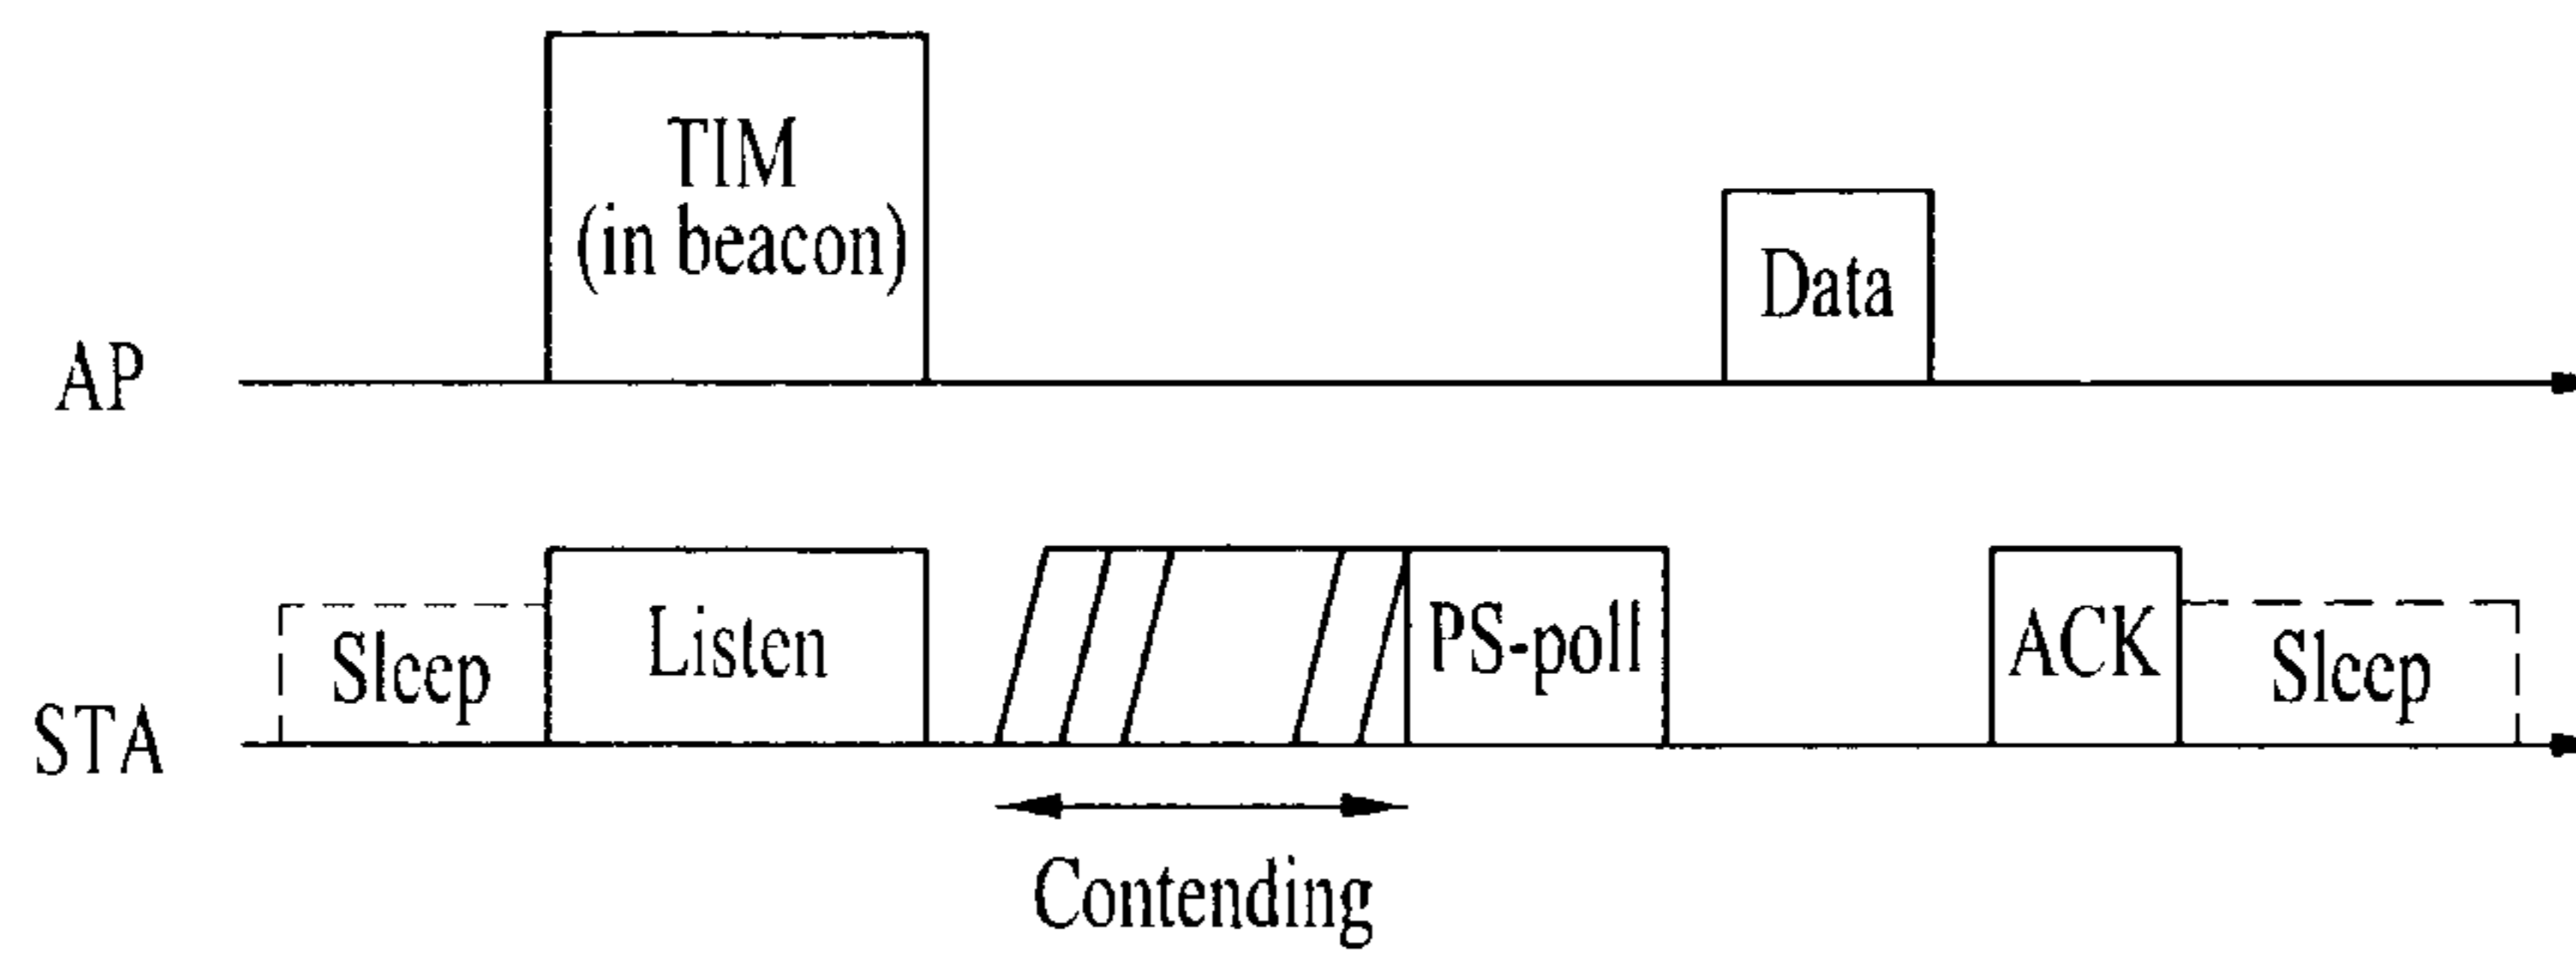 TIM
(in beacon)
Data
AP
Sleep
Listen
PS-poll
ACK
Sleep
STA
Contending